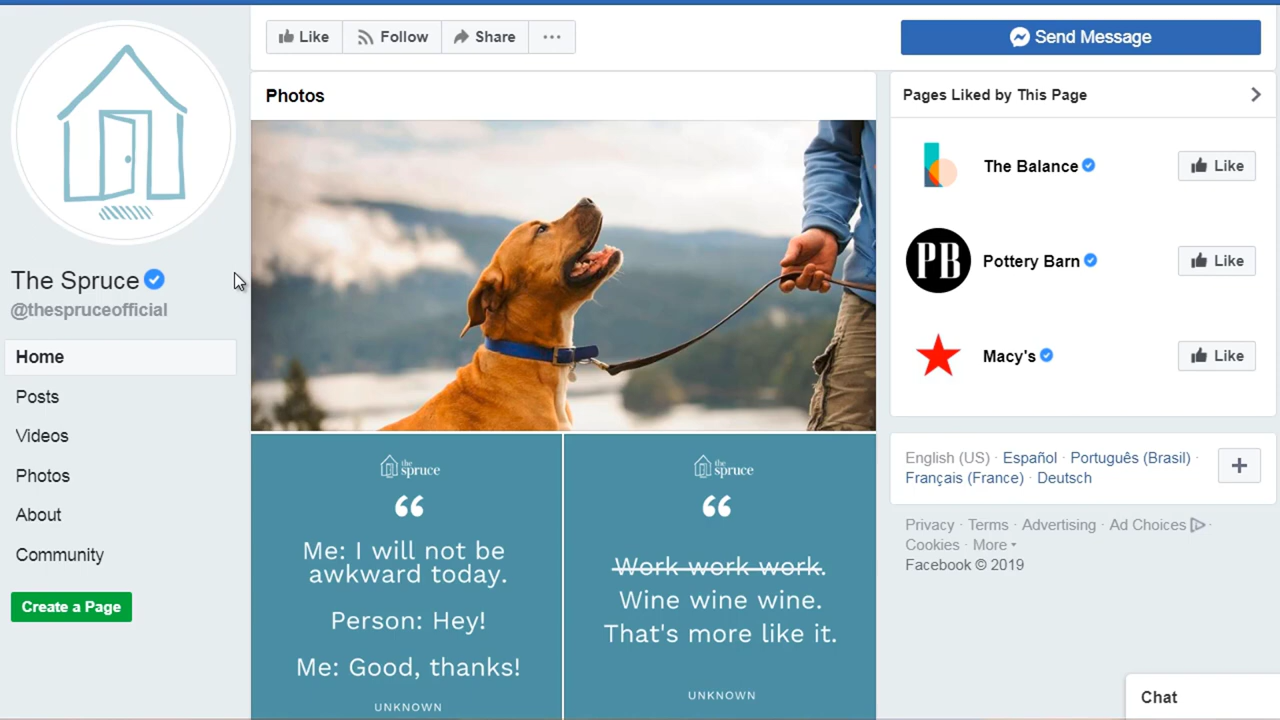 Like
Follow
Share
Send Message
The Spruce
@thespruceofficial
Home
Posts
Videos
Photos
About
Community
Create a Page
Photos
the spruce
“
Me: I will not be
awkward today.
Person: Hey!
Me: Good, thanks!
UNKNOWN
the spruce
“
Work work work.
Wine wine wine.
That's more like it.
UNKNOWN
Pages Liked by This Page
The Balance
Like
PB
Pottery Barn
Like
Macy's
Like
English (US) · Español · Português (Brasil) ·
Français (France) · Deutsch
Privacy · Terms · Advertising · Ad Choices ·
Cookies · More
Facebook © 2019
Chat